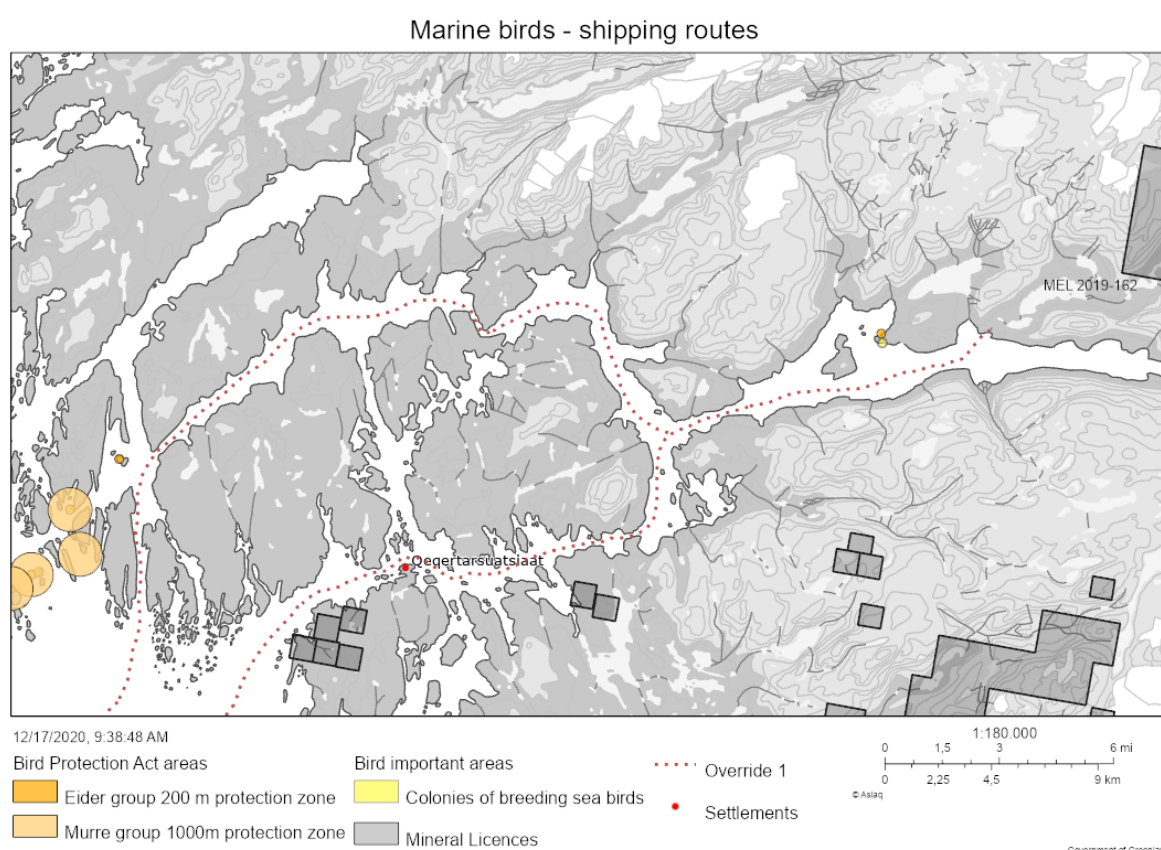 Marine birds - shipping routes
MEL 2019-162
Qeqertarsuatsiaat
12/17/2020, 9:38:48 AM
Bird Protection Act areas
Eider group 200 m protection zone
Murre group 1000m protection zone
Bird important areas
Colonies of breeding sea birds
Mineral Licences
Override 1
Settlements
1:180.000
0 1,5 3 6 mi
0 2,25 4,5 9 km
© Asiaq
Government of